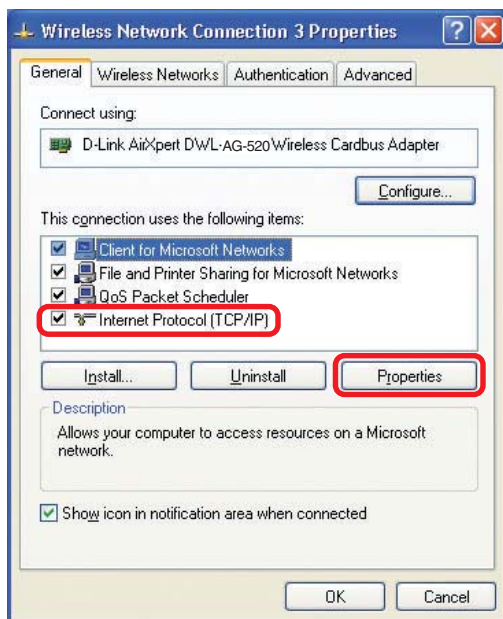 Wireless Network Connection 3 Properties
General Wireless Networks Authentication Advanced
Connect using:
D-Link AirXpert DWL-AG-520 Wireless Cardbus Adapter
Configure...
This connection uses the following items:
Client for Microsoft Networks
File and Printer Sharing for Microsoft Networks
QoS Packet Scheduler
Internet Protocol (TCP/IP)
Install... Uninstall Properties
Description
Allows your computer to access resources on a Microsoft
network.
Show icon in notification area when connected
OK Cancel